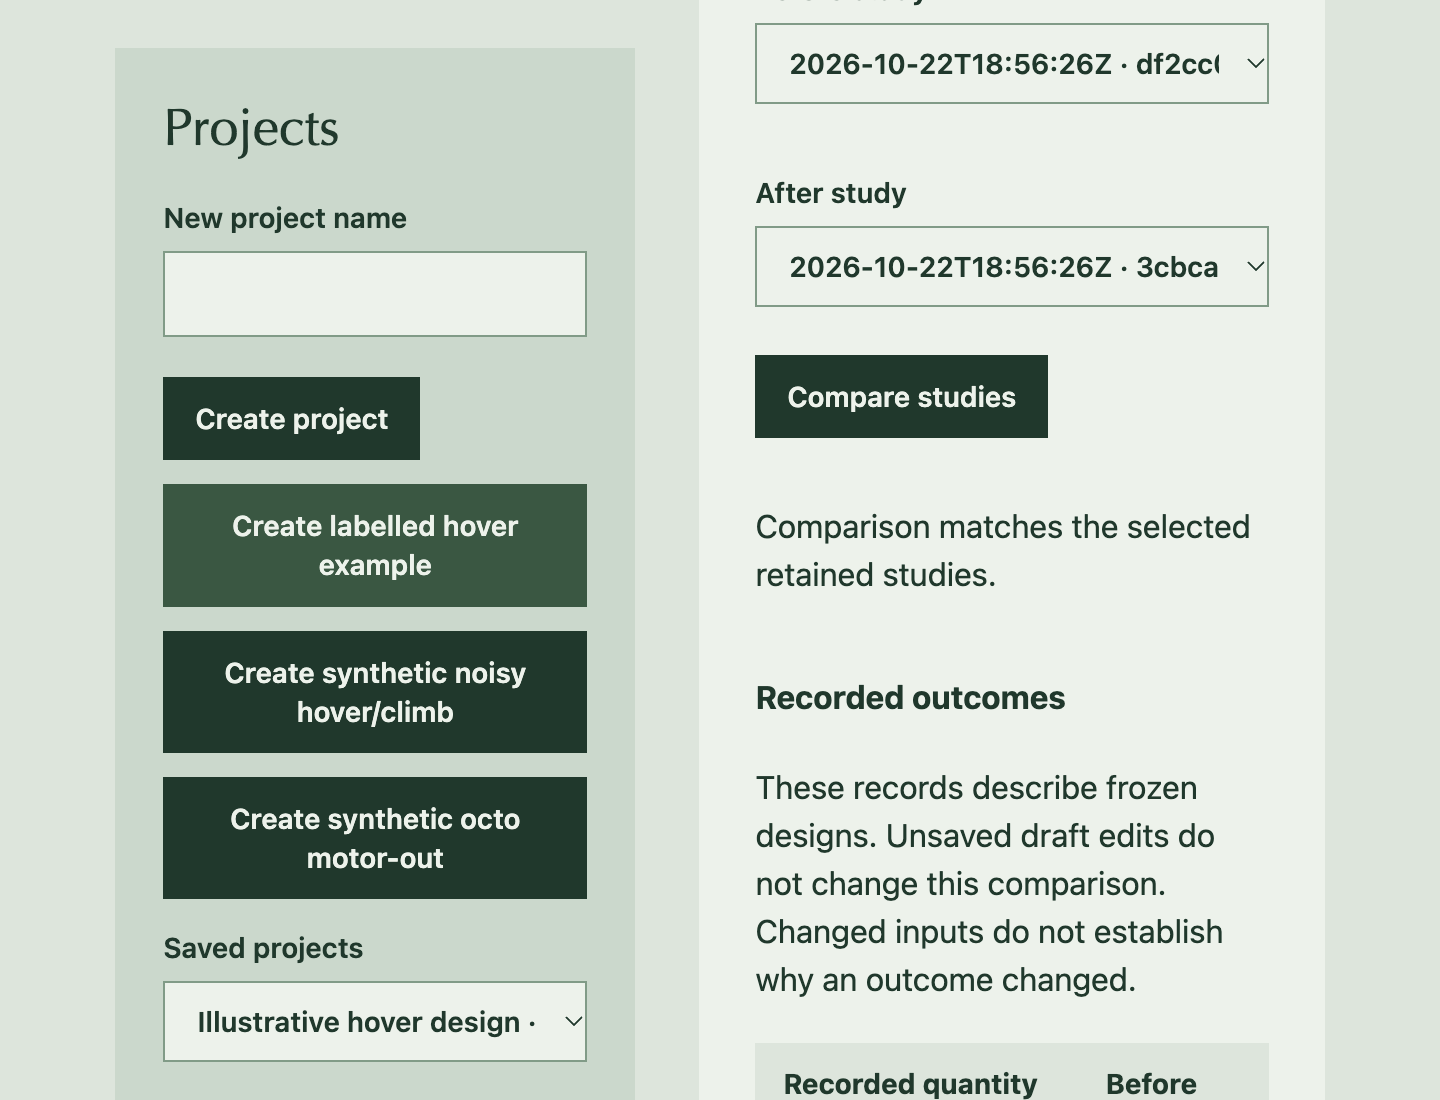 Projects
New project name
Create project
Create labelled hover
example
Create synthetic noisy
hover/climb
Create synthetic octo
motor-out
Saved projects
Illustrative hover design ·
2026-10-22T18:56:26Z · df2cc
After study
2026-10-22T18:56:26Z · 3cbca
Compare studies
Comparison matches the selected
retained studies.
Recorded outcomes
These records describe frozen
designs. Unsaved draft edits do
not change this comparison.
Changed inputs do not establish
why an outcome changed.
Recorded quantity Before